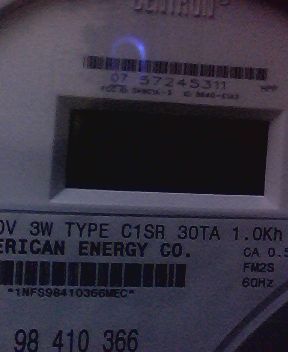 CENTRON®
07 57245311
0V 3W TYPE C1SR 30TA 1.0Kh
ERICAN ENERGY CO.
CA 0.5
FM2S
60Hz
*1NFS98410366MEC*
98 410 366